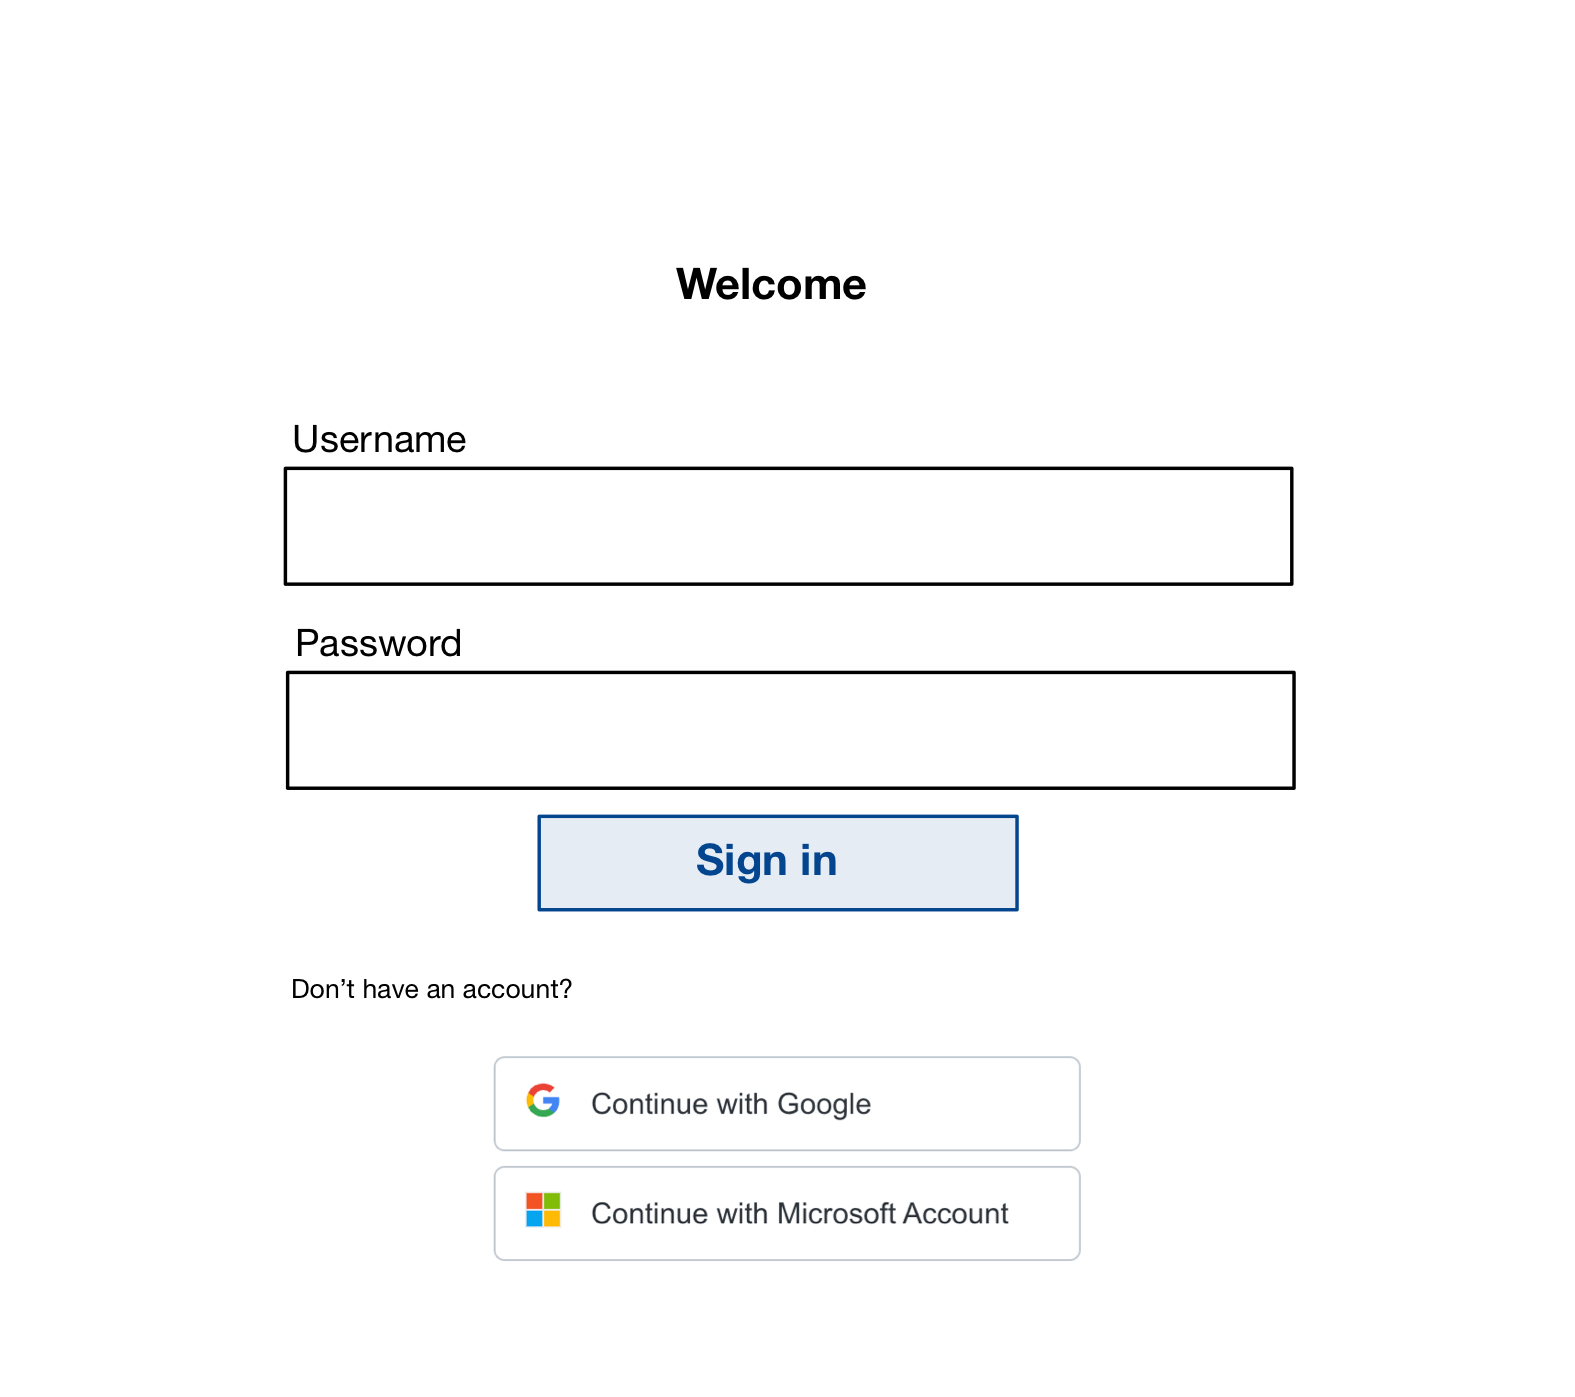 Welcome
Username
Password
Sign in
Don’t have an account?
Continue with Google
Continue with Microsoft Account